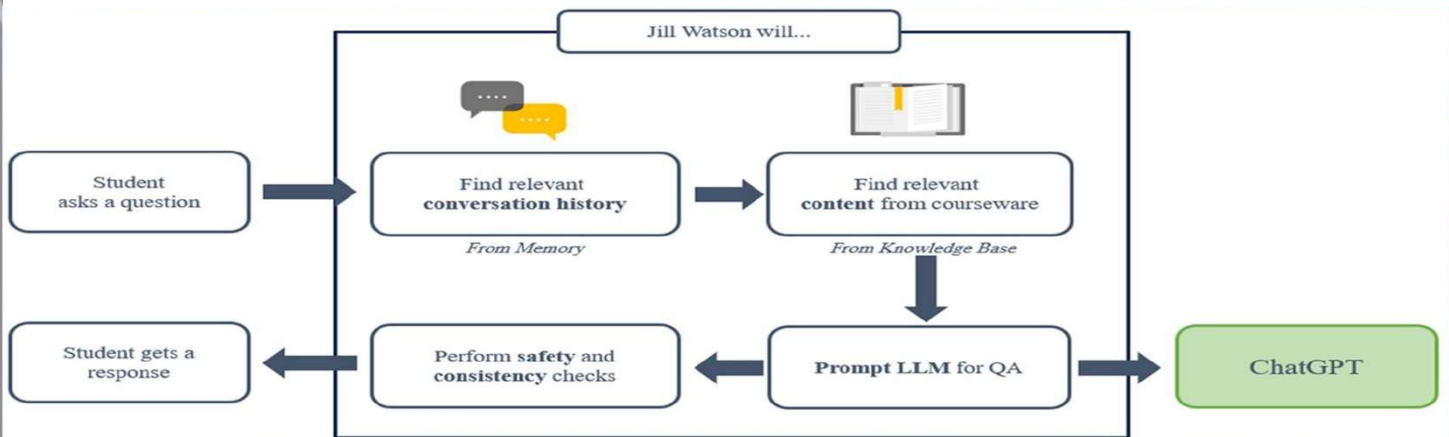 Jill Watson will...
Student
asks a question
Find relevant
conversation history
From Memory
Find relevant
content from courseware
From Knowledge Base
Student gets a
response
Perform safety and
consistency checks
Prompt LLM for QA
ChatGPT